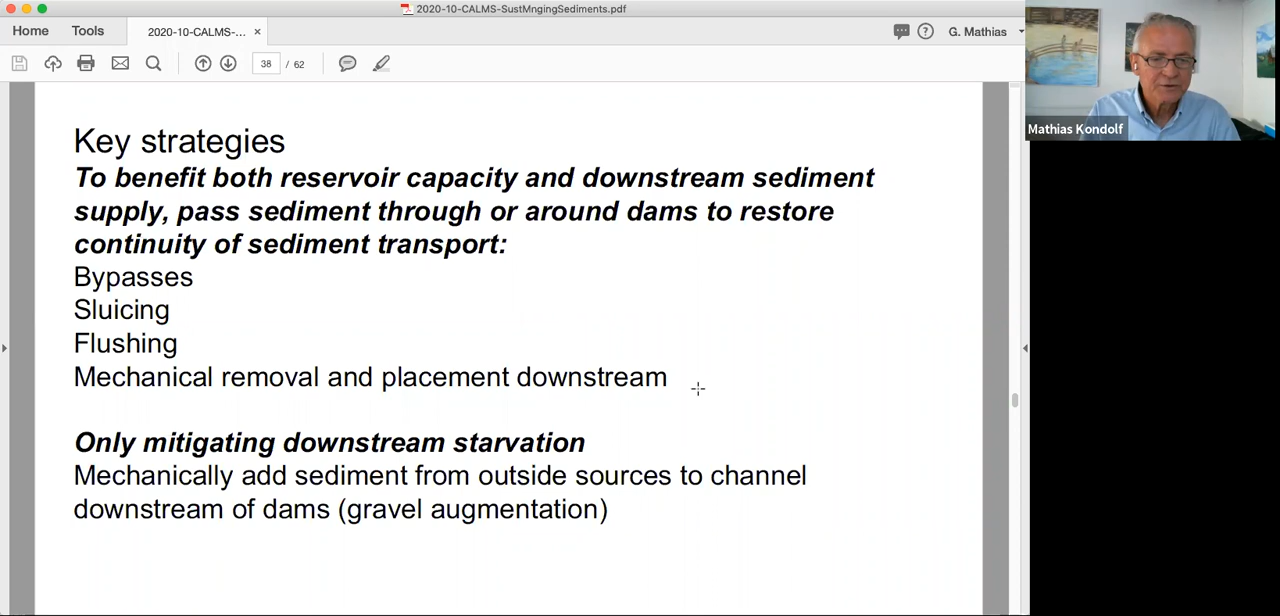 2020-10-CALMS-SustMngingSediments.pdf
Home Tools 2020-10-CALMS-... × G. Mathias
38 / 62
Mathias Kondolf
Key strategies
To benefit both reservoir capacity and downstream sediment
supply, pass sediment through or around dams to restore
continuity of sediment transport:
Bypasses
Sluicing
Flushing
Mechanical removal and placement downstream
Only mitigating downstream starvation
Mechanically add sediment from outside sources to channel
downstream of dams (gravel augmentation)